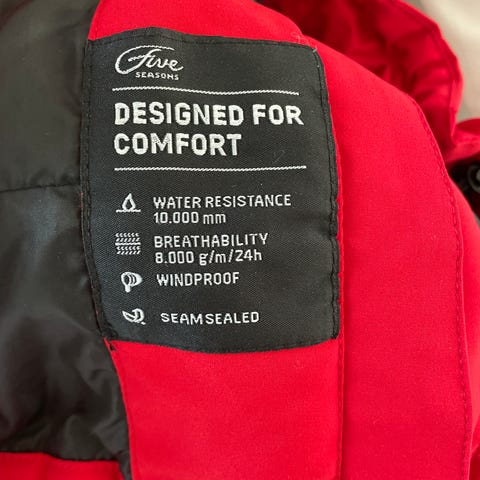 Five
SEASONS
DESIGNED FOR
COMFORT
WATER RESISTANCE
10.000 mm
BREATHABILITY
8.000 g/m/24h
WINDPROOF
SEAMSEALED